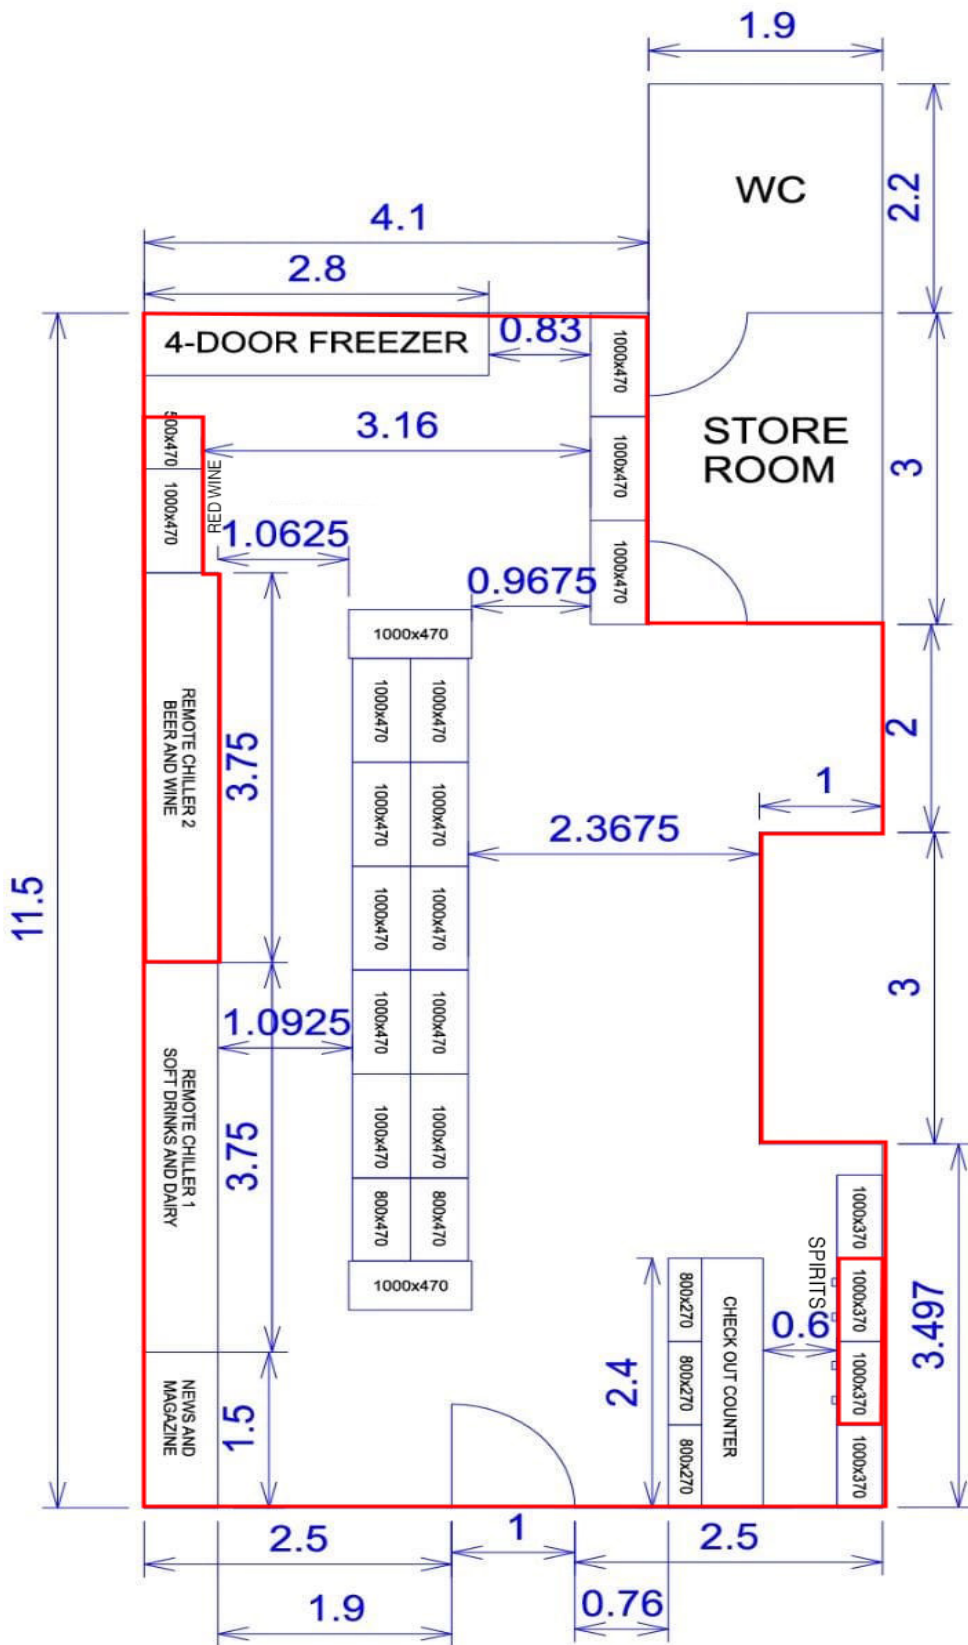 1.9
WC
2.2
4.1
2.8
4-DOOR FREEZER
0.83
1000x470
500x470
3.16
1000x470
STORE
ROOM
3
1000x470
RED WINE
1.0625
0.9675
1000x470
1000x470
REMOTE CHILLER 2
BEER AND WINE
3.75
1000x470
1000x470
2
1
1000x470
1000x470
2.3675
11.5
1000x470
1000x470
3
1.0925
1000x470
1000x470
REMOTE CHILLER 1
SOFT DRINKS AND DAIRY
3.75
1000x470
1000x470
800x470
800x470
1000x470
1000x370
SPIRITS
1000x370
0.6
1000x370
1000x370
3.497
2.4
800x270
800x270
800x270
CHECK OUT COUNTER
NEWS AND
MAGAZINE
1.5
2.5
1
2.5
1.9
0.76